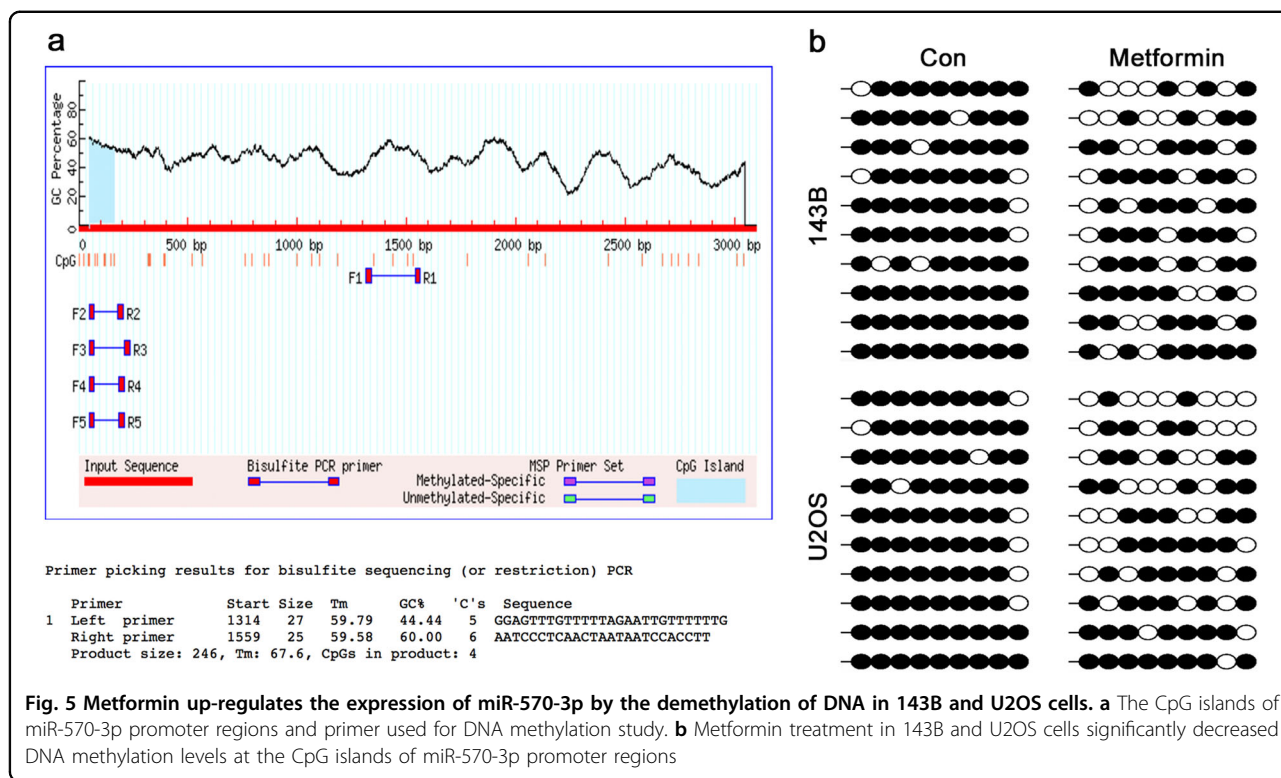 a
GC Percentage
0 20 40 60 80
0 500 bp 1000 bp 1500 bp 2000 bp 2500 bp 3000 bp
CpG
F1 R1
F2 R2
F3 R3
F4 R4
F5 R5
Input Sequence Bisulfite PCR primer MSP Primer Set CpG Island
Methylated-Specific
Unmethylated-Specific
Primer picking results for bisulfite sequencing (or restriction) PCR
Primer Start Size Tm GC% 'C's Sequence
1 Left primer 1314 27 59.79 44.44 5 GGAGTTTGTTTTTAGAATTGTTTTTTG
Right primer 1559 25 59.58 60.00 6 AATCCCTCAACTAATAATCCACCTT
Product size: 246, Tm: 67.6, CpGs in product: 4
b
Con Metformin
143B
U2OS
Fig. 5 Metformin up-regulates the expression of miR-570-3p by the demethylation of DNA in 143B and U2OS cells. a The CpG islands of
miR-570-3p promoter regions and primer used for DNA methylation study. b Metformin treatment in 143B and U2OS cells significantly decreased
DNA methylation levels at the CpG islands of miR-570-3p promoter regions